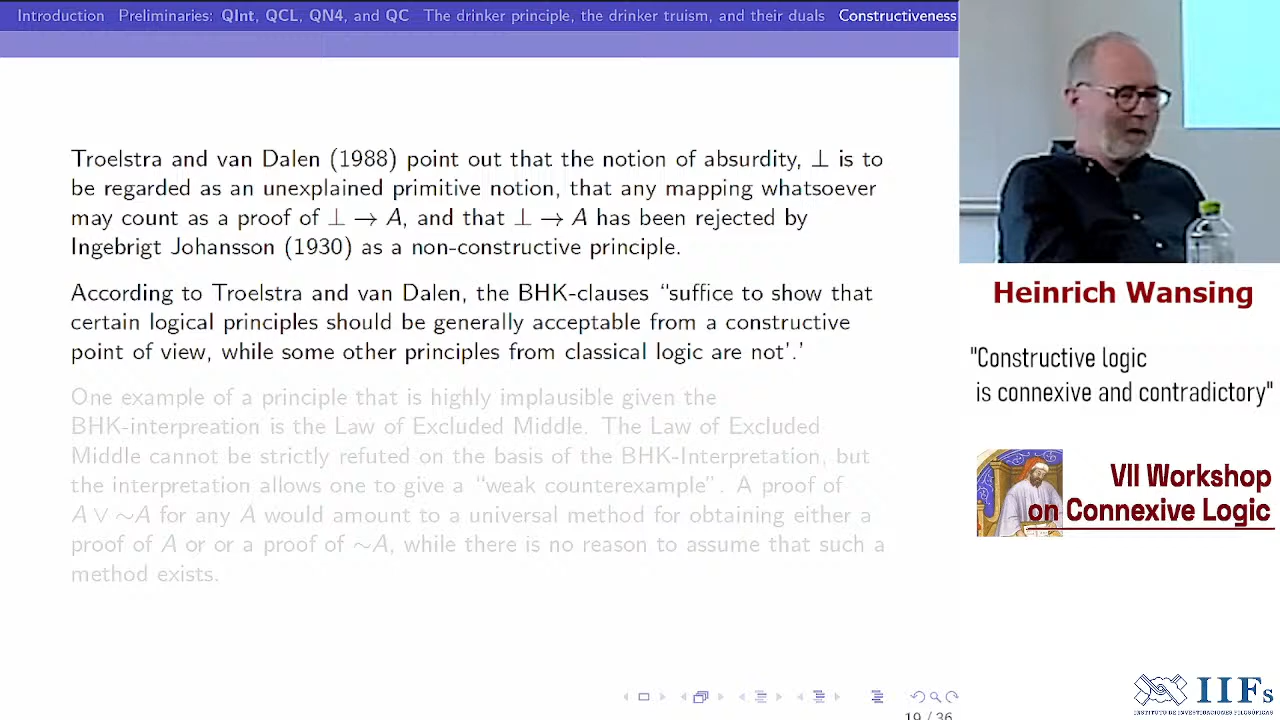 Introduction Preliminaries: QInt, QCL, QN4, and QC The drinker principle, the drinker truism, and their duals Constructiveness
Troelstra and van Dalen (1988) point out that the notion of absurdity, ⊥ is to
be regarded as an unexplained primitive notion, that any mapping whatsoever
may count as a proof of ⊥ → A, and that ⊥ → A has been rejected by
Ingebrigt Johansson (1930) as a non-constructive principle.
According to Troelstra and van Dalen, the BHK-clauses “suffice to show that
certain logical principles should be generally acceptable from a constructive
point of view, while some other principles from classical logic are not’.’
One example of a principle that is highly implausible given the
BHK-interpreation is the Law of Excluded Middle. The Law of Excluded
Middle cannot be strictly refuted on the basis of the BHK-Interpretation, but
the interpretation allows one to give a “weak counterexample”. A proof of
A ∨ ∼A for any A would amount to a universal method for obtaining either a
proof of A or or a proof of ∼A, while there is no reason to assume that such a
method exists.
19 / 36
Heinrich Wansing
"Constructive logic
is connexive and contradictory"
VII Workshop
on Connexive Logic
IIFs
INSTITUTO DE INVESTIGACIONES FILOSÓFICAS